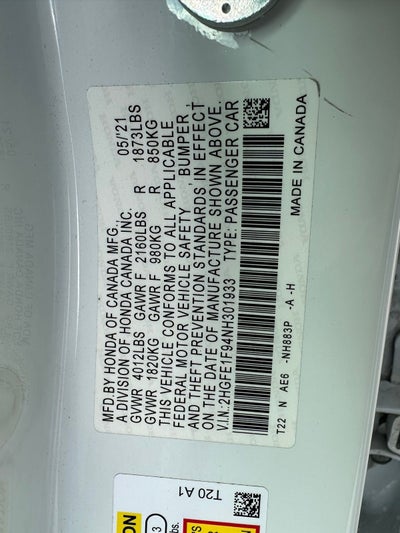 MFD.BY HONDA OF CANADA MFG.
A DIVISION OF HONDA CANADA INC. 05/'21
GVWR 4012LBS GAWR F 2160LBS R 1873LBS
GVWR 1820KG GAWR F 980KG R 850KG
THIS VEHICLE CONFORMS TO ALL APPLICABLE
FEDERAL MOTOR VEHICLE SAFETY , BUMPER ,
AND THEFT PREVENTION STANDARDS, IN EFFECT
ON THE DATE OF MANUFACTURE SHOWN ABOVE.
V.I.N. 2HGFE1F94NH301933 TYPE: PASSENGER CAR
MADE IN CANADA
T22 N AE6 -NH883P -A -H
T20 A1
3